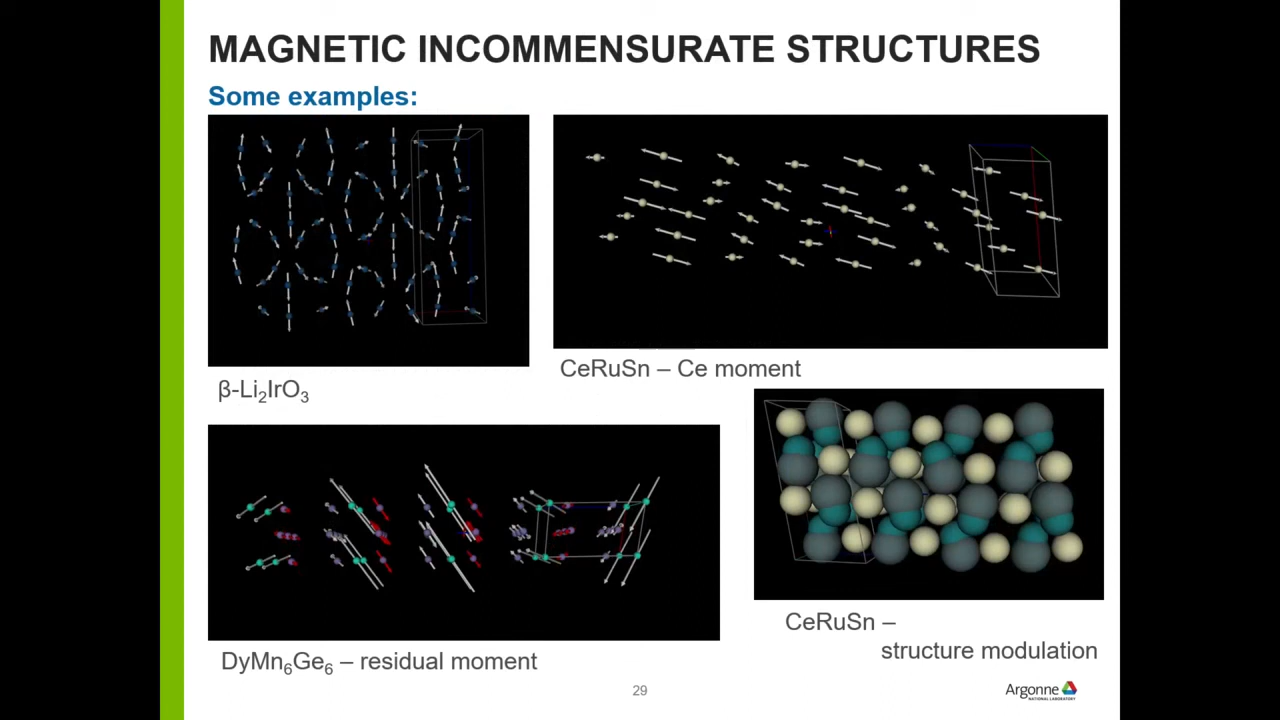 MAGNETIC INCOMMENSURATE STRUCTURES
Some examples:
β-Li₂IrO₃
CeRuSn – Ce moment
DyMn₆Ge₆ – residual moment
CeRuSn –
structure modulation
29
Argonne
NATIONAL LABORATORY